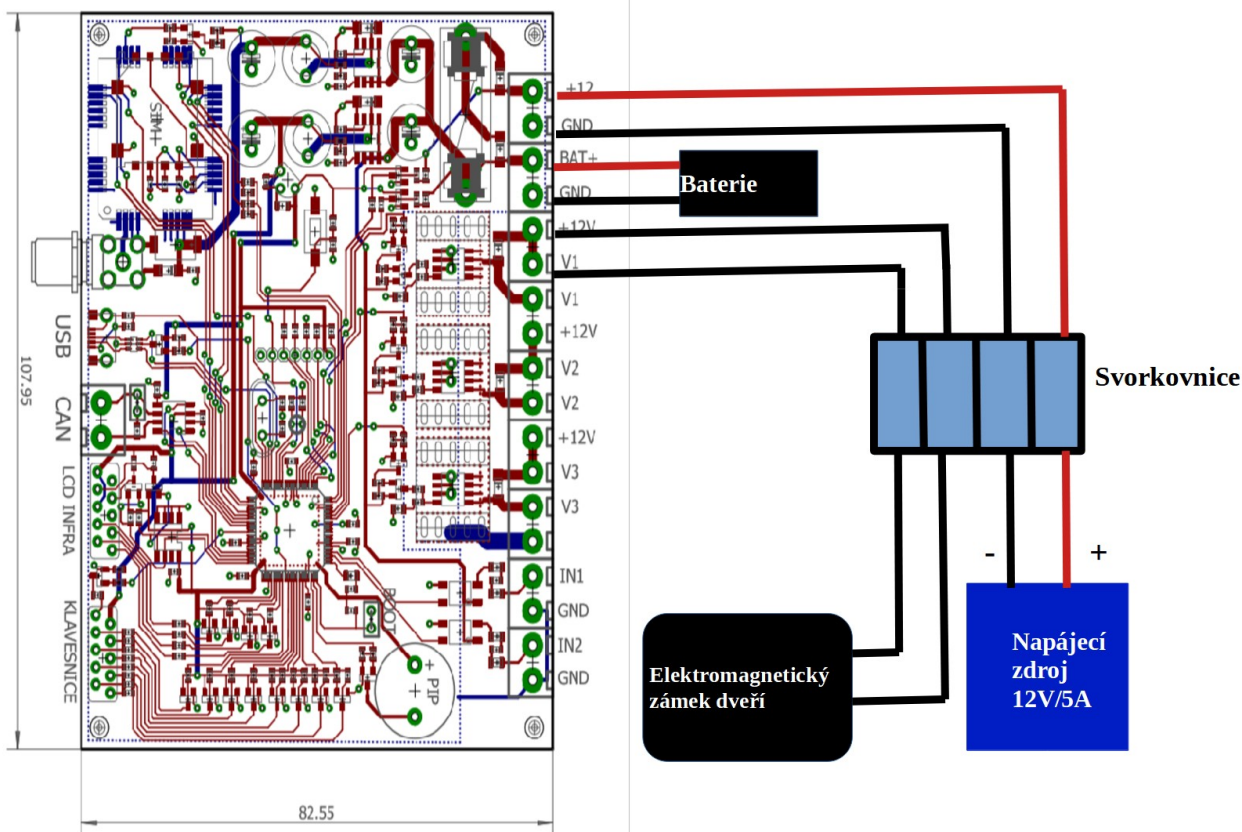 SIM+
+12
GND
BAT+
GND
+12V
V1
V1
+12V
V2
V2
+12V
V3
V3
IN1
GND
IN2
GND
USB
CAN
LCD INFRA
KLAVESNICE
BOOT
+
PIP
+
107.95
82.55
Baterie
Svorkovnice
-
+
Elektromagnetický
zámek dveří
Napájecí
zdroj
12V/5A